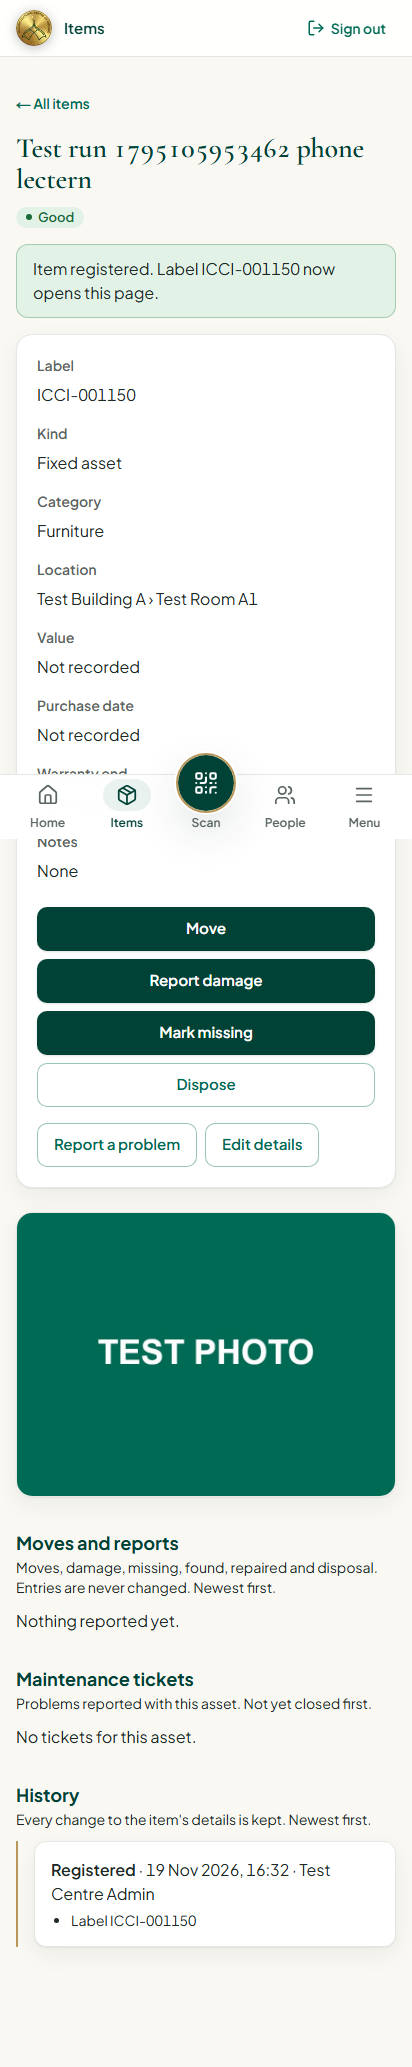 Items
Sign out
← All items
Test run 1795105953462 phone
lectern
Good
Item registered. Label ICCI-001150 now
opens this page.
Label
ICCI-001150
Kind
Fixed asset
Category
Furniture
Location
Test Building A › Test Room A1
Value
Not recorded
Purchase date
Not recorded
Warranty end
Home
Items
Scan
People
Menu
Notes
None
Move
Report damage
Mark missing
Dispose
Report a problem
Edit details
TEST PHOTO
Moves and reports
Moves, damage, missing, found, repaired and disposal.
Entries are never changed. Newest first.
Nothing reported yet.
Maintenance tickets
Problems reported with this asset. Not yet closed first.
No tickets for this asset.
History
Every change to the item's details is kept. Newest first.
Registered · 19 Nov 2026, 16:32 · Test
Centre Admin
• Label ICCI-001150